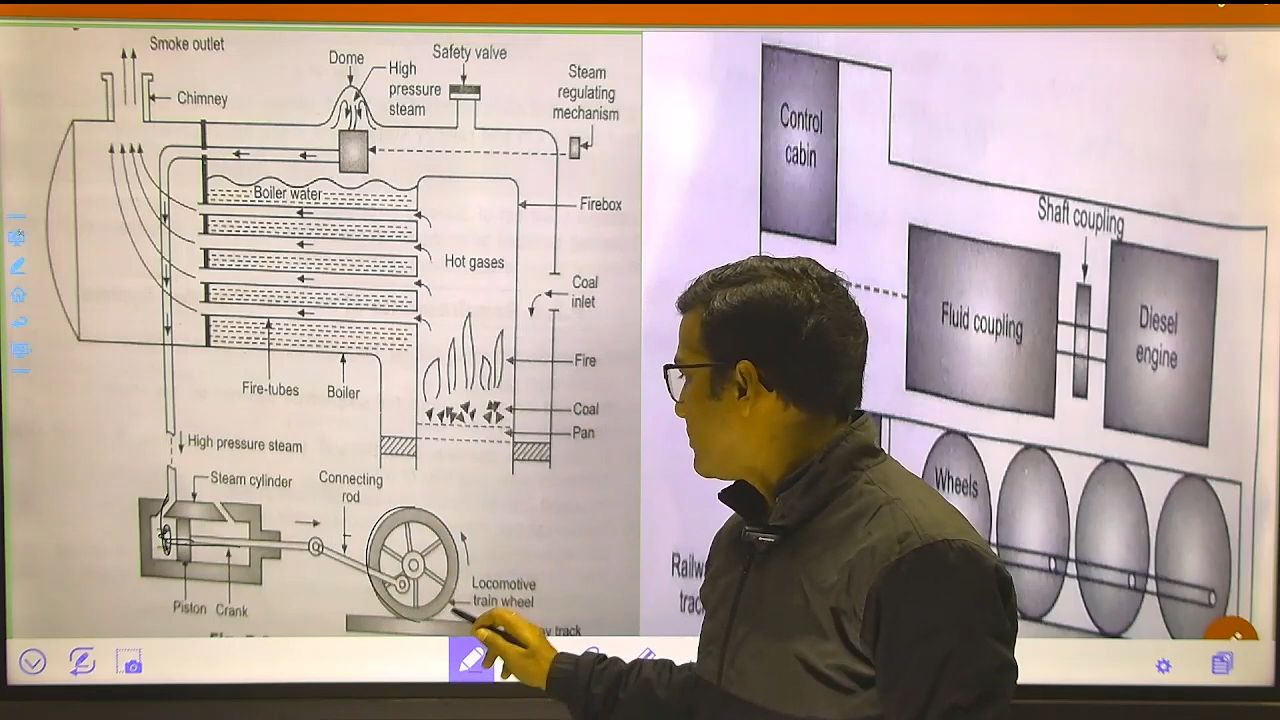 Smoke outlet
Chimney
Dome
High
pressure
steam
Safety valve
Steam
regulating
mechanism
Boiler water
Firebox
Hot gases
Coal
inlet
Fire-tubes
Boiler
Fire
Coal
Pan
High pressure steam
Steam cylinder
Connecting
rod
Piston
Crank
Locomotive
train wheel
track
Control
cabin
Shaft coupling
Fluid coupling
Diesel
engine
Wheels